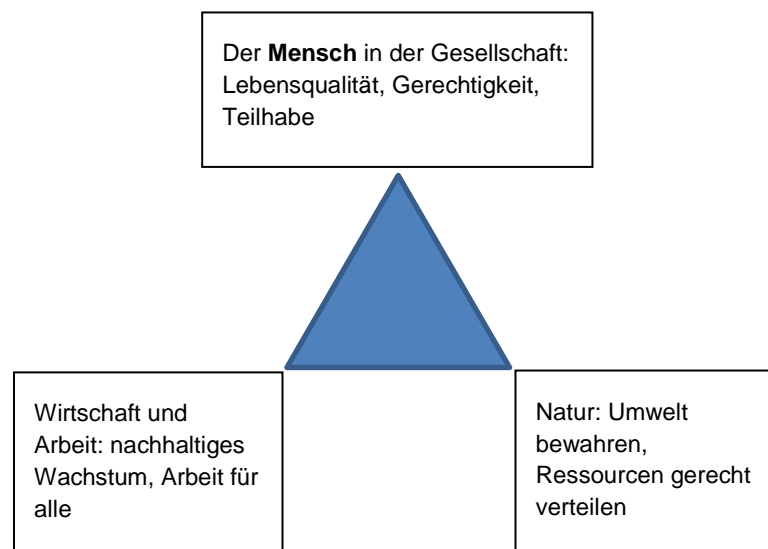 Der Mensch in der Gesellschaft:
Lebensqualität, Gerechtigkeit,
Teilhabe
Wirtschaft und
Arbeit: nachhaltiges
Wachstum, Arbeit für
alle
Natur: Umwelt
bewahren,
Ressourcen gerecht
verteilen